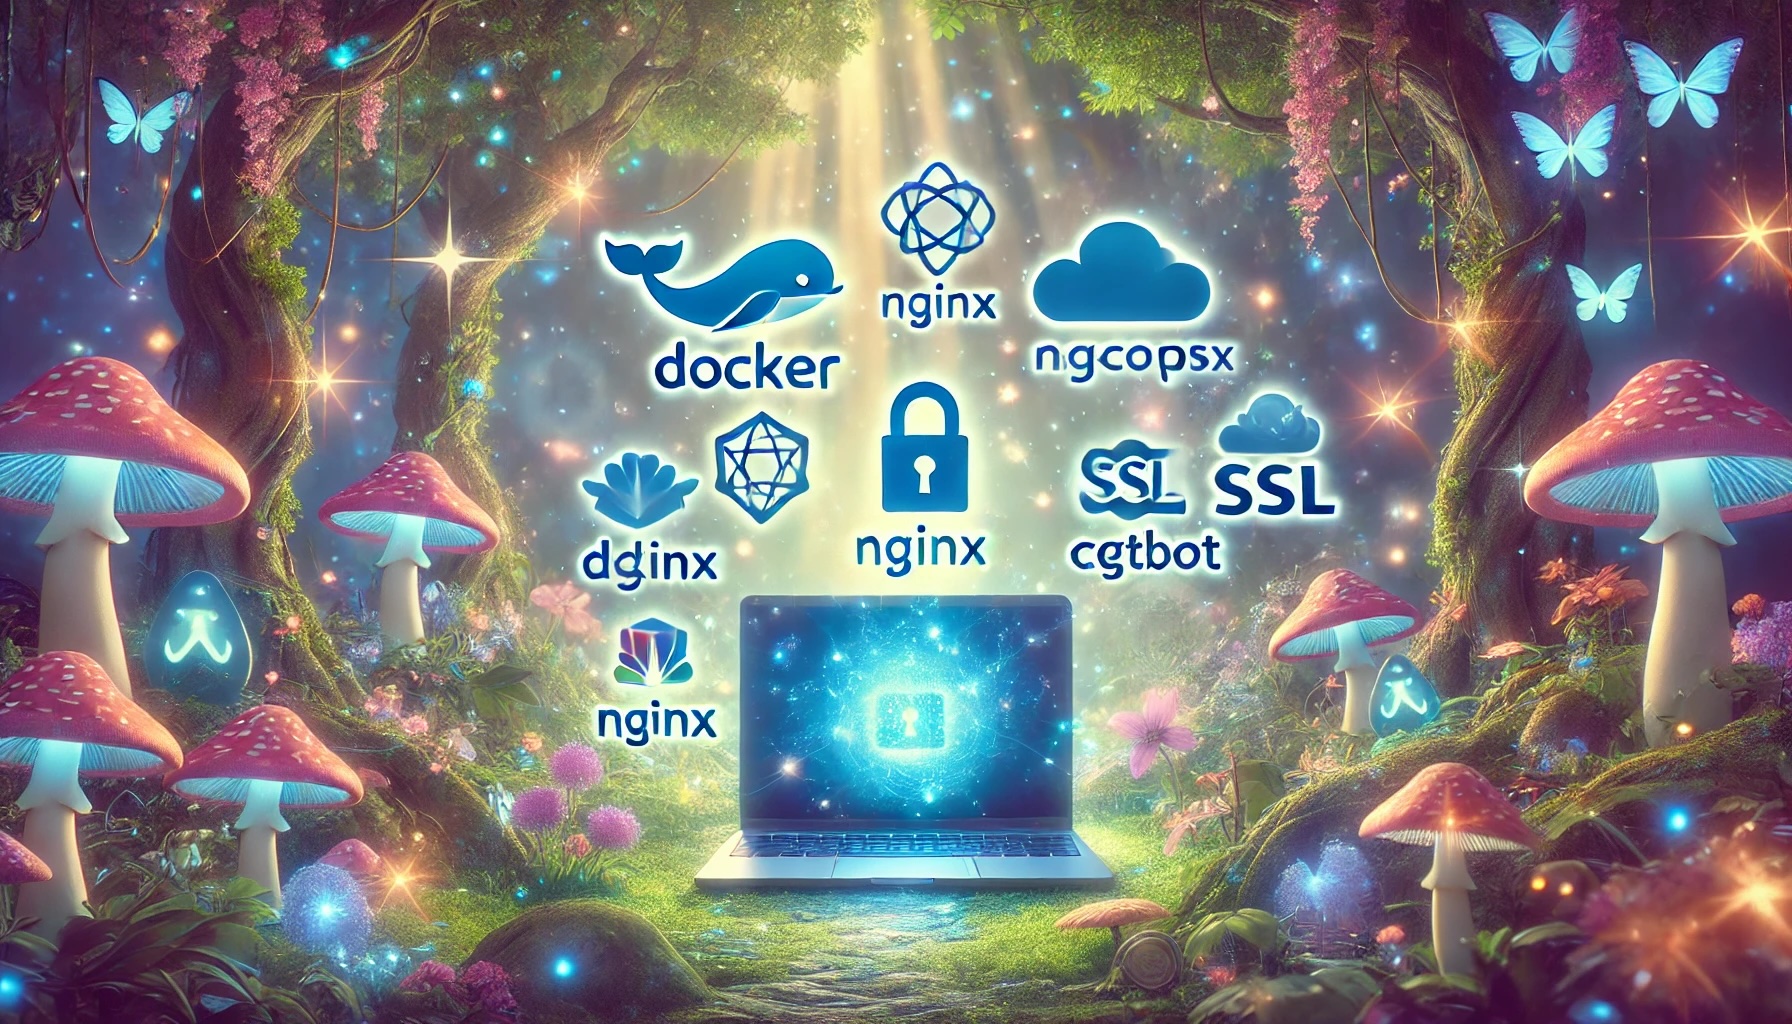 nginx
docker
ngcopsx
SSL
SSL
dginx
nginx
cgtbot
nginx